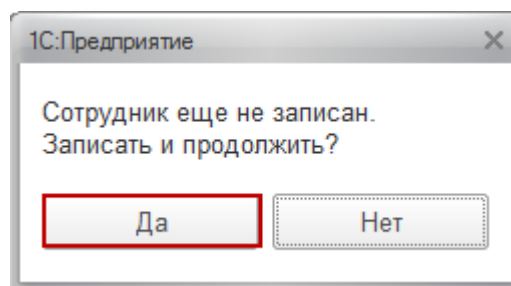 1С:Предприятие
Сотрудник еще не записан.
Записать и продолжить?
Да
Нет